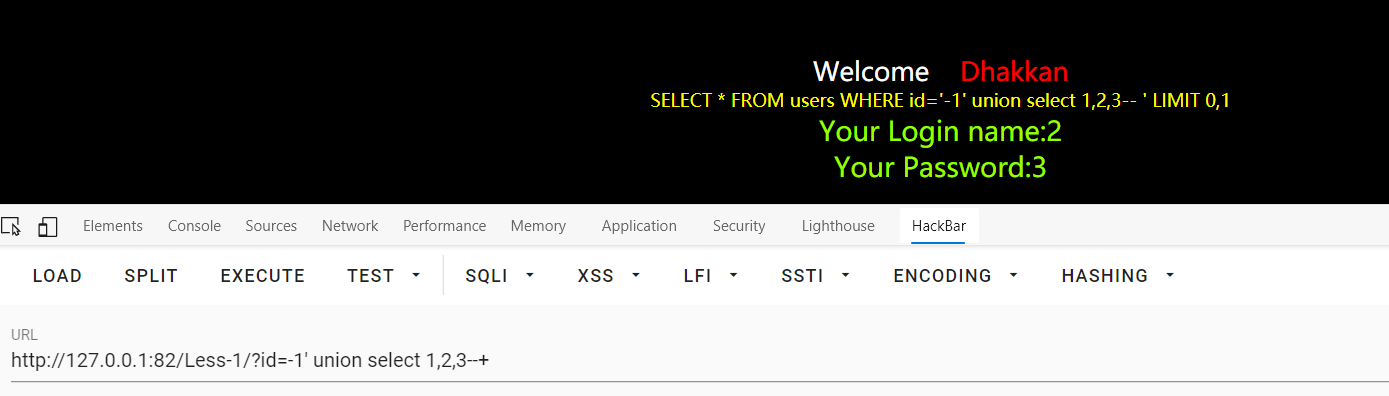 Welcome Dhakkan
SELECT * FROM users WHERE id='-1' union select 1,2,3-- ' LIMIT 0,1
Your Login name:2
Your Password:3
Elements Console Sources Network Performance Memory Application Security Lighthouse HackBar
LOAD SPLIT EXECUTE TEST SQLI XSS LFI SSTI ENCODING HASHING
URL
http://127.0.0.1:82/Less-1/?id=-1' union select 1,2,3--+